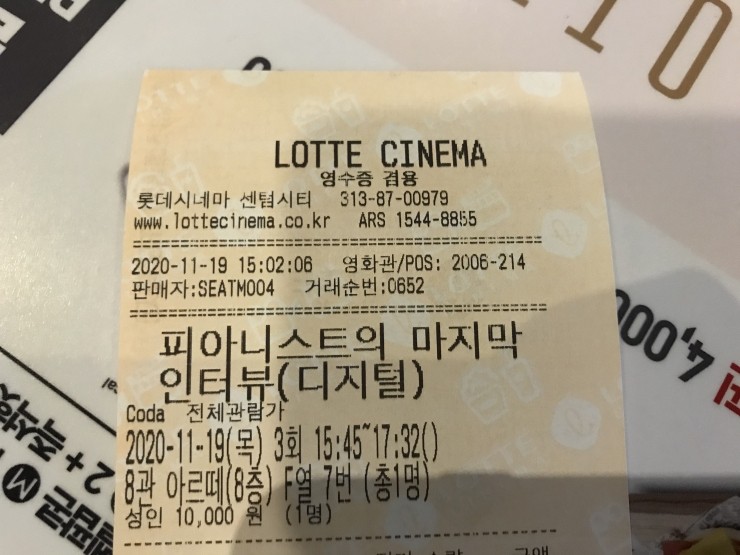 LOTTE CINEMA
영수증 겸용
롯데시네마 센텀시티 313-87-00979
www.lottecinema.co.kr ARS 1544-8855
================================================
2020-11-19 15:02:06 영화관/POS: 2006-214
판매자:SEATM004 거래순번:0652
================================================
피아니스트의 마지막
인터뷰(디지털)
Coda 전체관람가
2020-11-19(목) 3회 15:45~17:32()
8관 아르떼(8층) F열 7번 (총1명)
성인 10,000 원 (1명)
4,000